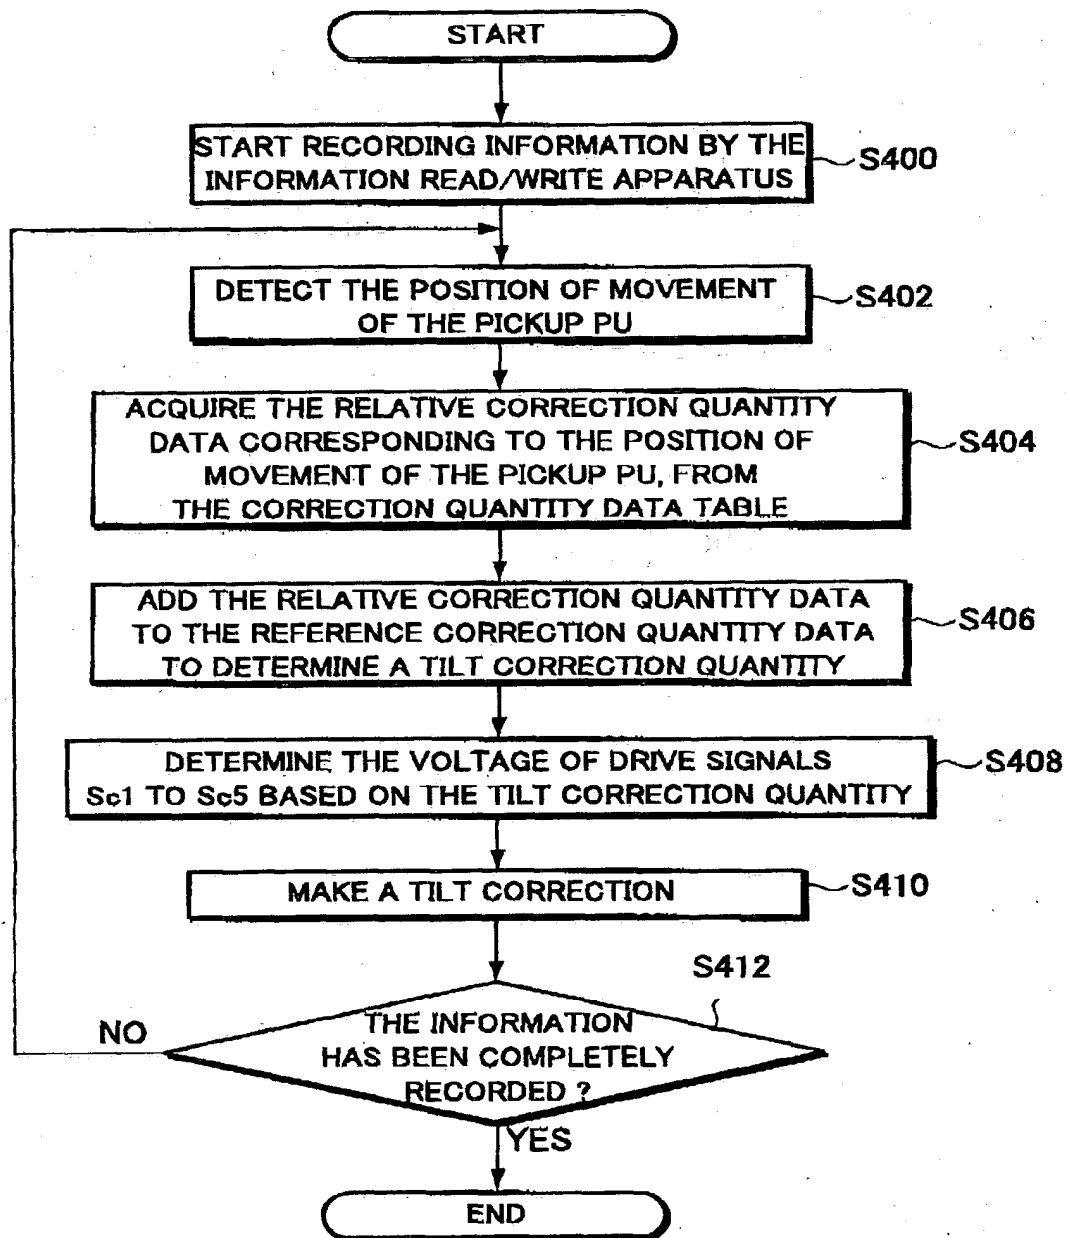 START
START RECORDING INFORMATION BY THE
INFORMATION READ/WRITE APPARATUS
S400
DETECT THE POSITION OF MOVEMENT
OF THE PICKUP PU
S402
ACQUIRE THE RELATIVE CORRECTION QUANTITY
DATA CORRESPONDING TO THE POSITION OF
MOVEMENT OF THE PICKUP PU, FROM
THE CORRECTION QUANTITY DATA TABLE
S404
ADD THE RELATIVE CORRECTION QUANTITY DATA
TO THE REFERENCE CORRECTION QUANTITY DATA
TO DETERMINE A TILT CORRECTION QUANTITY
S406
DETERMINE THE VOLTAGE OF DRIVE SIGNALS
Sc1 TO Sc5 BASED ON THE TILT CORRECTION QUANTITY
S408
MAKE A TILT CORRECTION
S410
S412
THE INFORMATION
HAS BEEN COMPLETELY
RECORDED ?
NO
YES
END